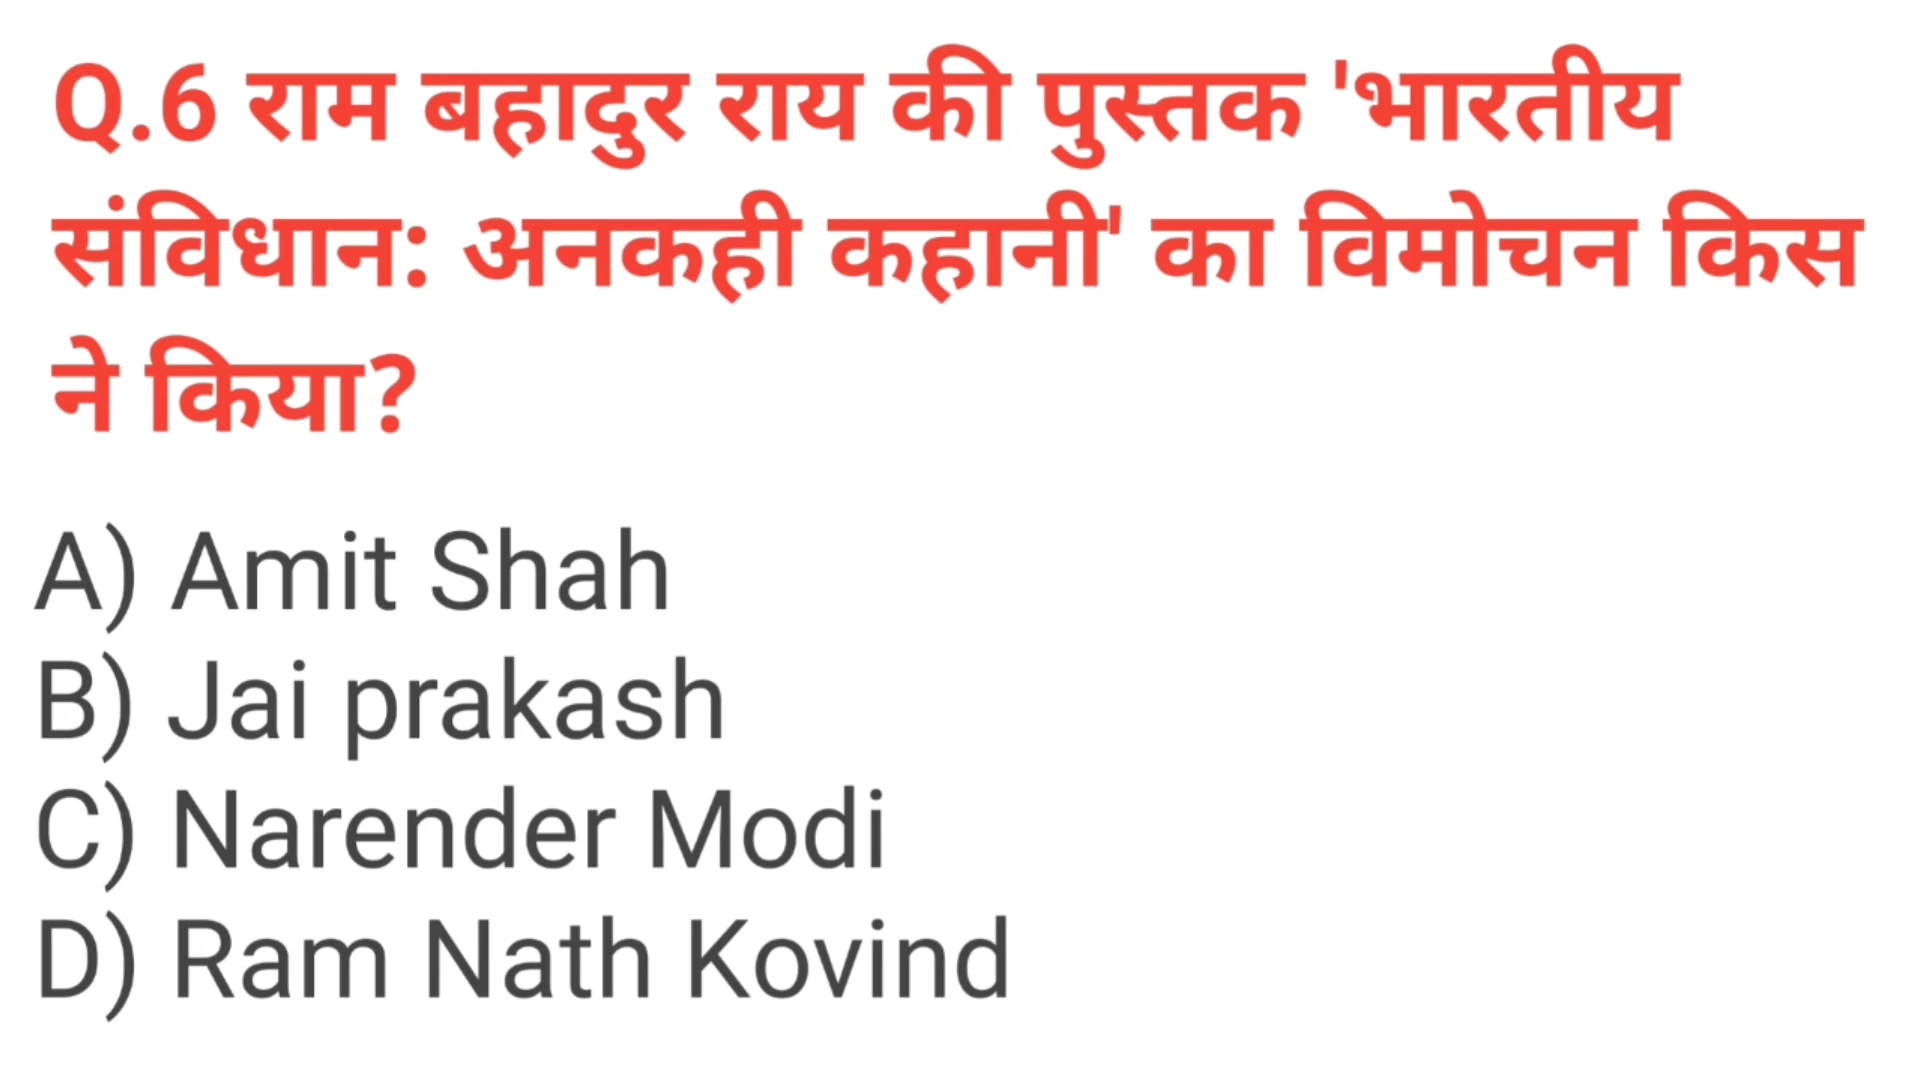 Q.6 राम बहादुर राय की पुस्तक 'भारतीय
संविधान: अनकही कहानी' का विमोचन किस
ने किया?
A) Amit Shah
B) Jai prakash
C) Narender Modi
D) Ram Nath Kovind